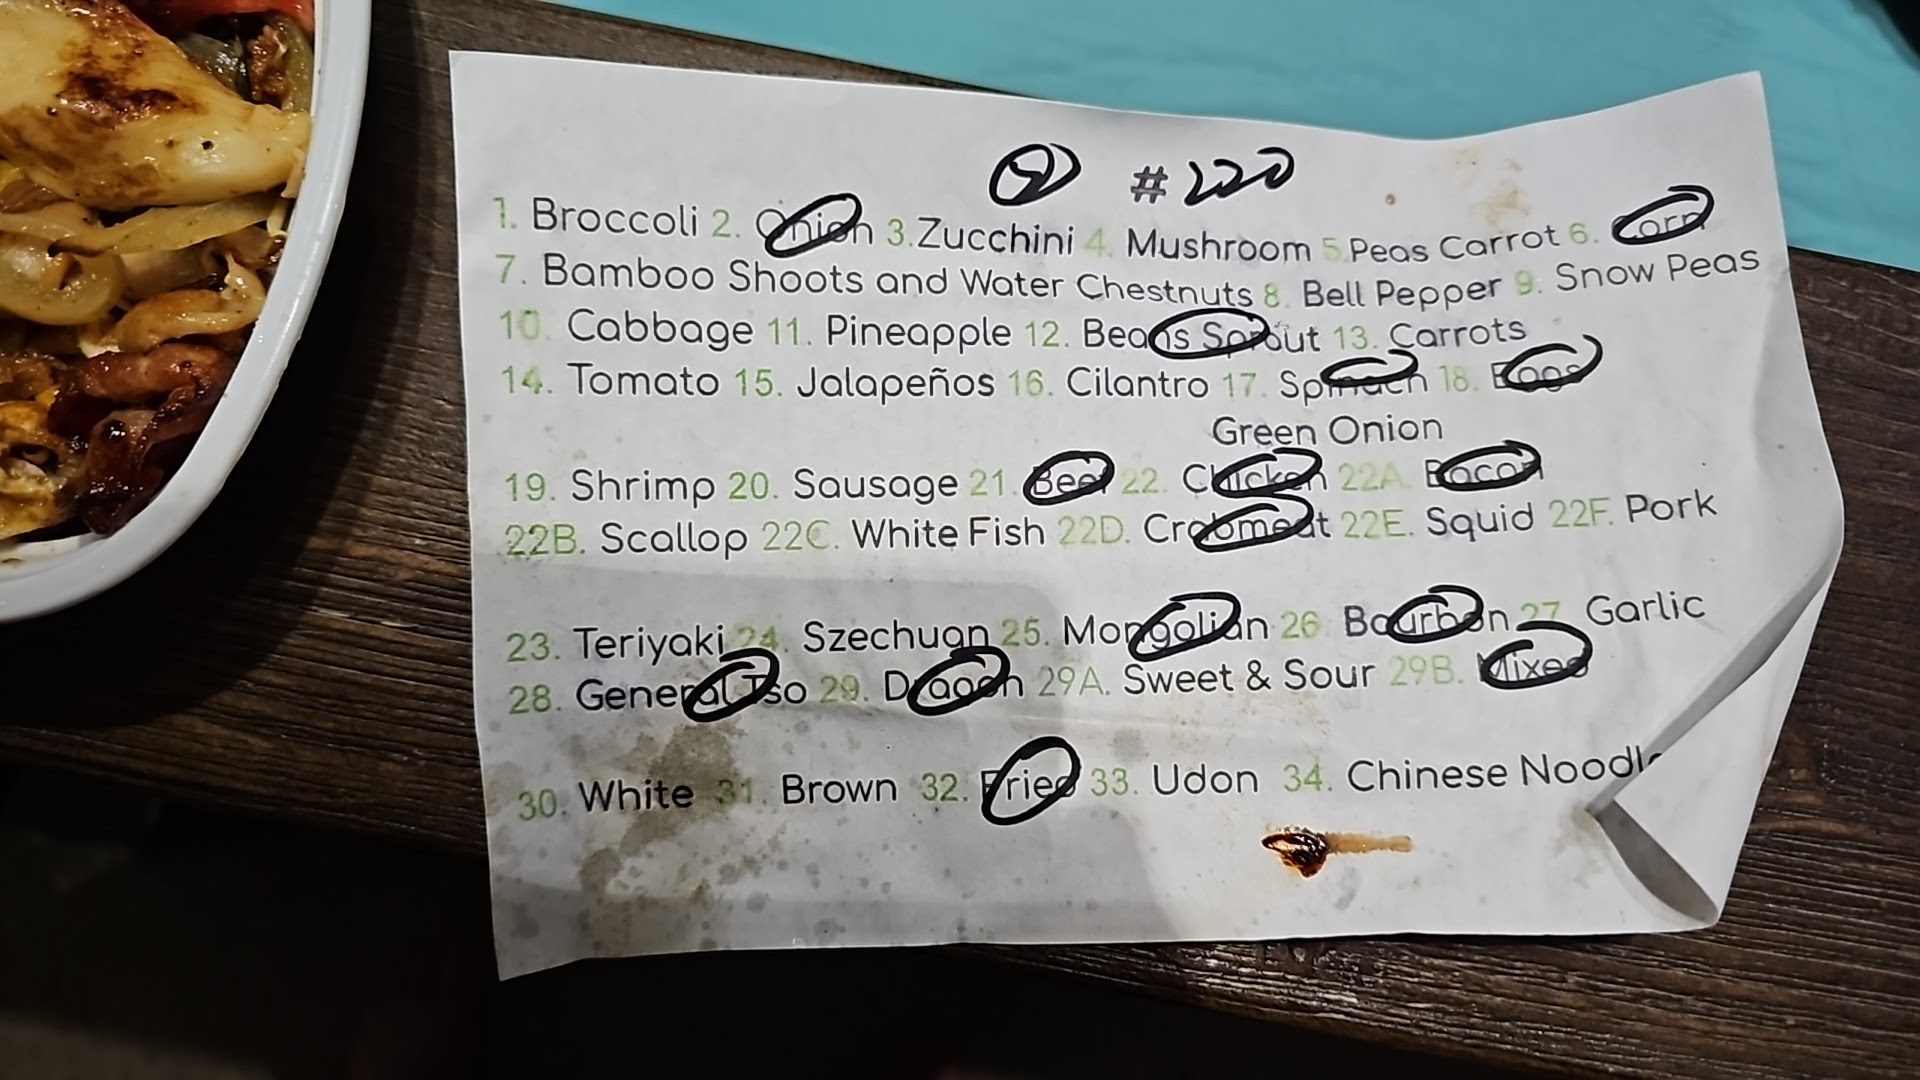 #220
1. Broccoli 2. Onion 3. Zucchini 4. Mushroom 5. Peas Carrot 6. Corn
7. Bamboo Shoots and Water Chestnuts 8. Bell Pepper 9. Snow Peas
10. Cabbage 11. Pineapple 12. Beans Sprout 13. Carrots
14. Tomato 15. Jalapeños 16. Cilantro 17. Spinach 18. Eggs
Green Onion
19. Shrimp 20. Sausage 21. Beef 22. Chicken 22A. Bacon
22B. Scallop 22C. White Fish 22D. Crabmeat 22E. Squid 22F. Pork
23. Teriyaki 24. Szechuan 25. Mongolian 26. Bourbon 27. Garlic
28. General Tso 29. Dragon 29A. Sweet & Sour 29B. Mixed
30. White 31. Brown 32. Fried 33. Udon 34. Chinese Noodle